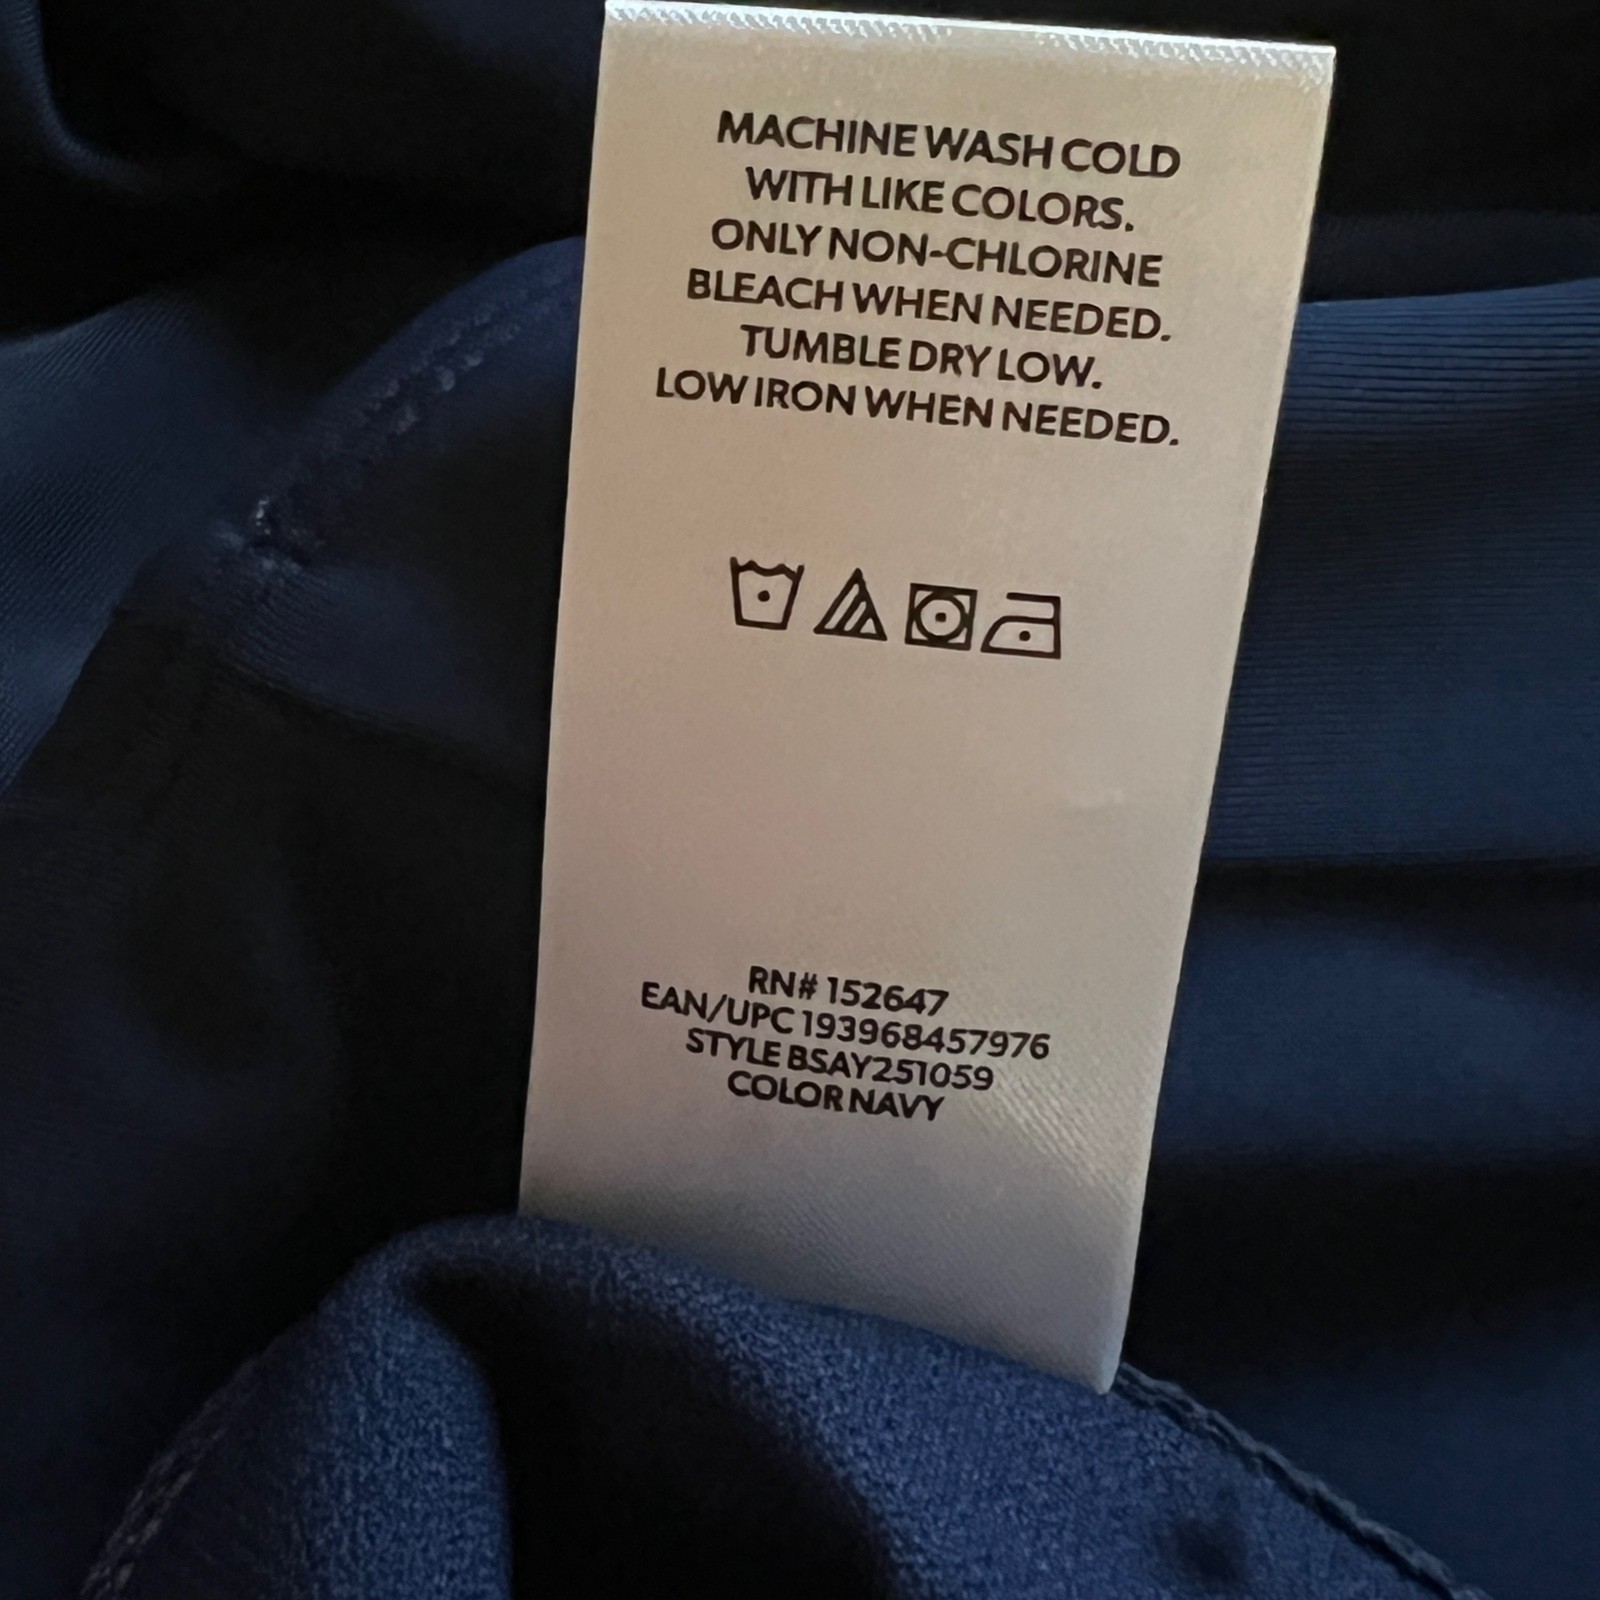 MACHINE WASH COLD
WITH LIKE COLORS.
ONLY NON-CHLORINE
BLEACH WHEN NEEDED.
TUMBLE DRY LOW.
LOW IRON WHEN NEEDED.
RN# 152647
EAN/UPC 193968457976
STYLE BSAY251059
COLOR NAVY